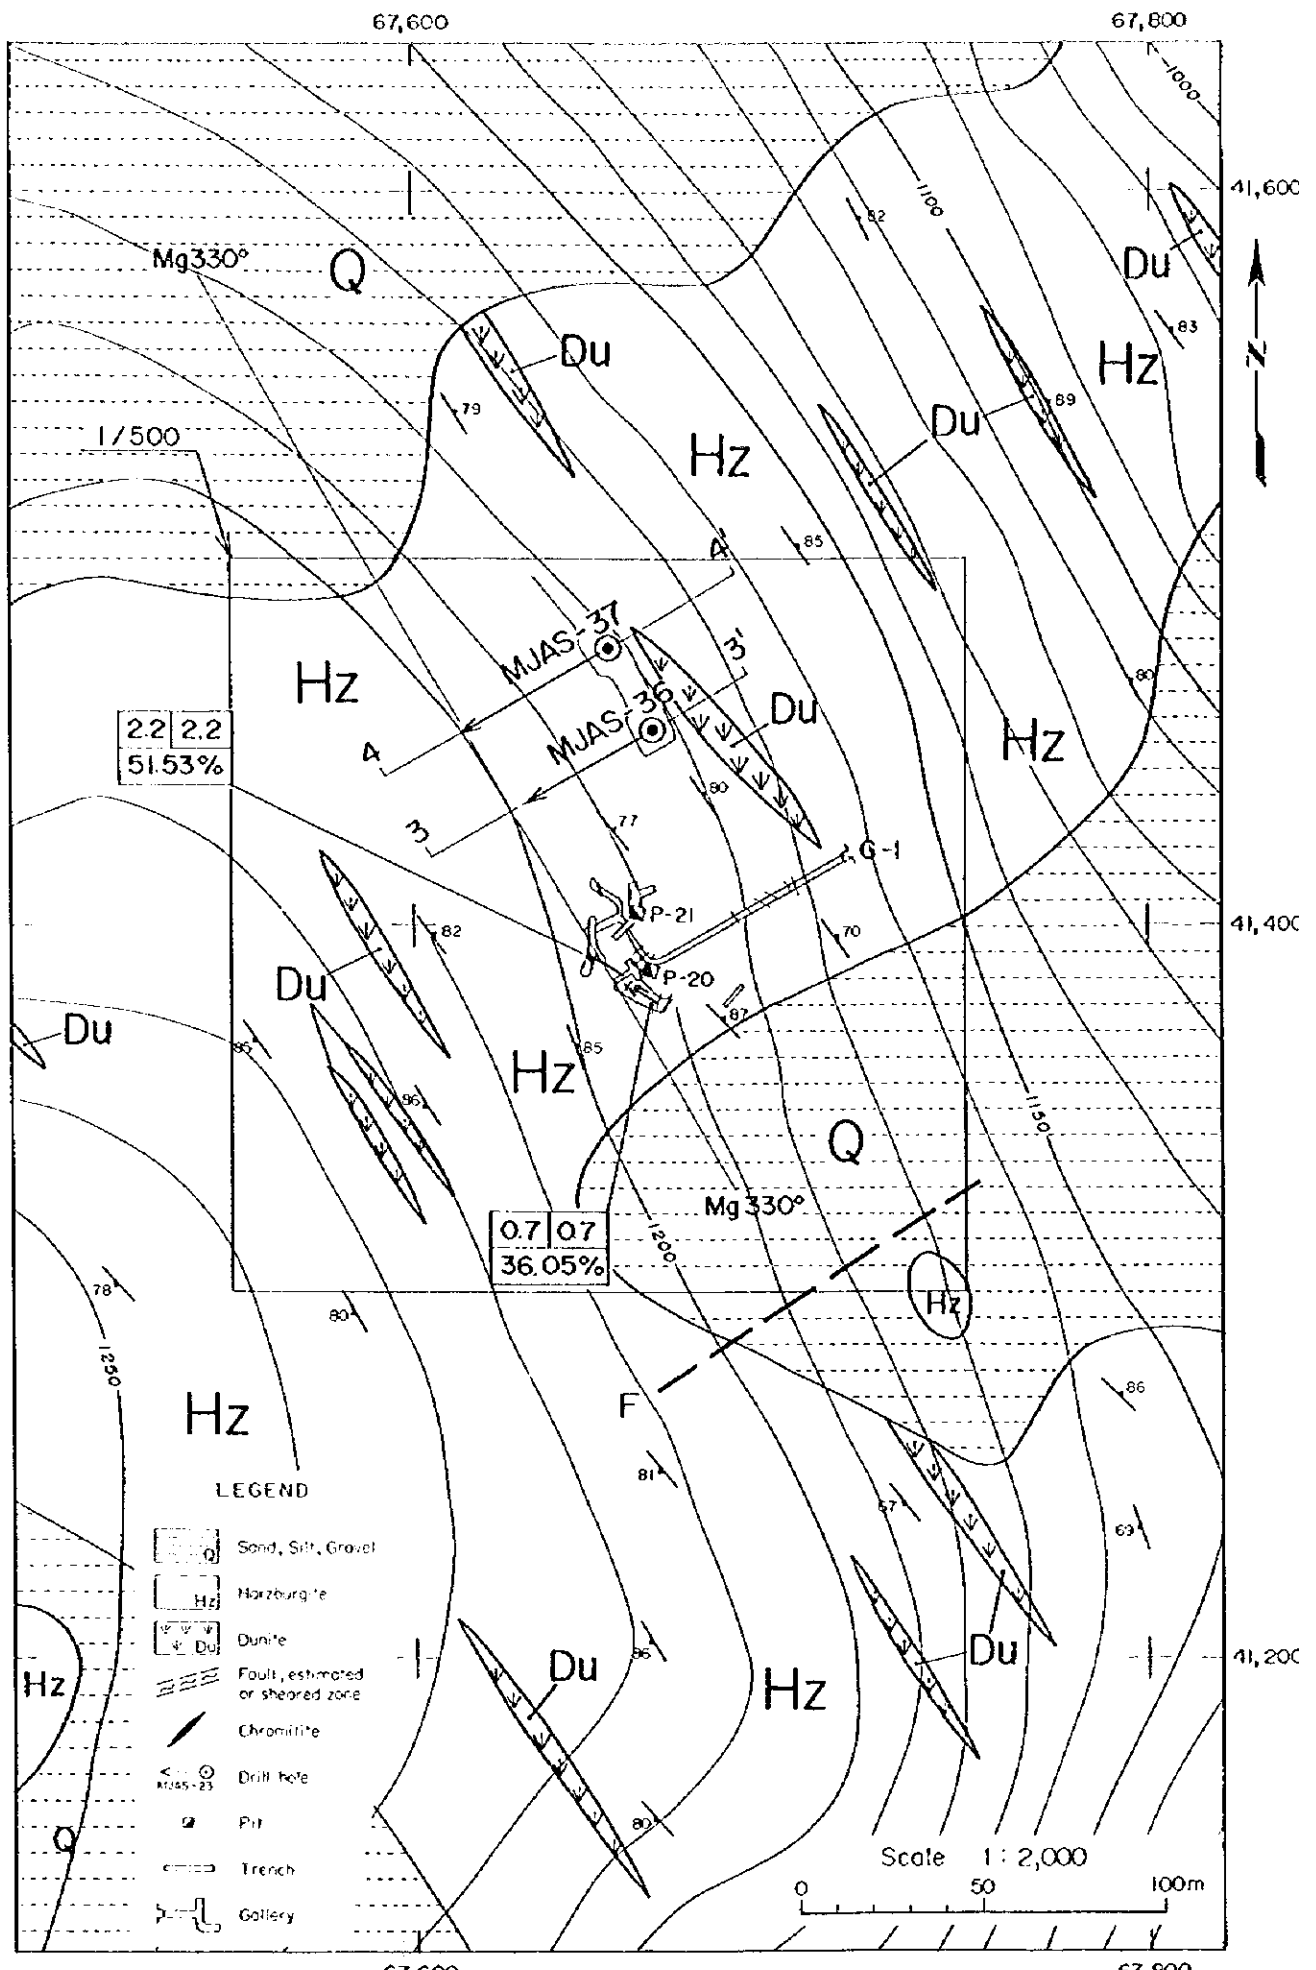 67,600
67,800
1000
41,600
1100
82
Mg330°
Q
Du
Du
83
N
Hz
79
Du
89
1/500
Hz
Du
4'
85
MJAS-37
3'
Hz
80
MJAS-36
Du
Hz
2.2 2.2
51.53%
4
80
3
77
G-1
P-21
41,400
82
70
Du
P-20
87
Du
85
85
Hz
86
1150
Q
Mg330°
0.7 0.7
36.05%
1200
78
80
Hz
1250
86
F
Hz
81
67
69
LEGEND
Q Sand, Silt, Gravel
Hz Harzburgite
Du Dunite
Fault, estimated
or sheared zone
Chromitite
MJAS-23 Drill hole
Pit
Trench
Gallery
Hz
Q
86
Du
Hz
Du
41,200
80
Scale 1:2,000
0 50 100m
67,600
67,800